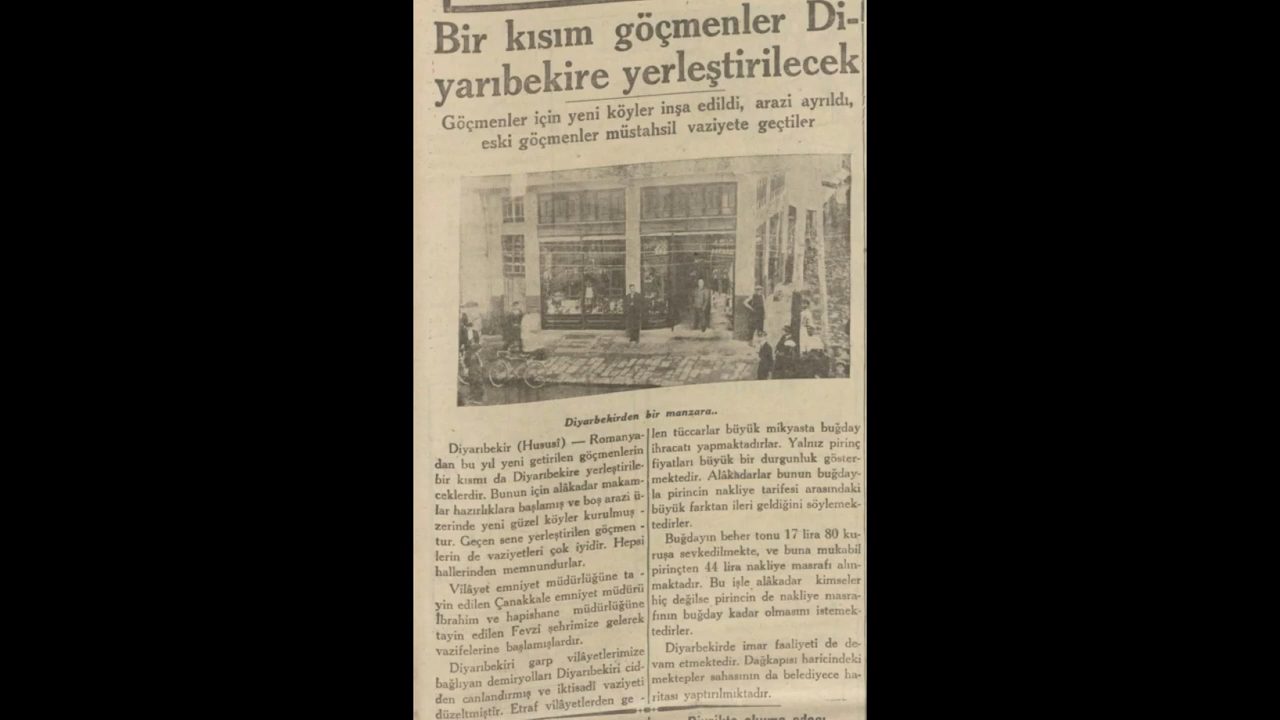 Bir kısım göçmenler Di-
yarıbekire yerleştirilecek
Göçmenler için yeni köyler inşa edildi, arazi ayrıldı,
eski göçmenler müstahsil vaziyete geçtiler
Diyarbekirden bir manzara..
Diyarıbekir (Hususî) — Romanya-
dan bu yıl yeni getirilen göçmenlerin
bir kısmı da Diyarıbekire yerleştirile-
ceklerdir. Bunun için alâkadar makam-
lar hazırlıklara başlamış ve boş arazi ü-
zerinde yeni güzel köyler kurulmuş -
tur. Geçen sene yerleştirilen göçmen -
lerin de vaziyetleri çok iyidir. Hepsi
hallerinden memnundurlar.
Vilâyet emniyet müdürlüğüne ta -
yin edilen Çanakkale emniyet müdürü
İbrahim ve hapishane müdürlüğüne
tayin edilen Fevzi şehrimize gelerek
vazifelerine başlamışlardır.
Diyarıbekiri garp vilâyetlerimize
bağlıyan demiryolları Diyarıbekiri cid-
den canlandırmış ve iktisadî vaziyeti
düzeltmiştir. Etraf vilâyetlerden ge -
len tüccarlar büyük mikyasta buğday
ihracatı yapmaktadırlar. Yalnız pirinç
fiyatları büyük bir durgunluk göster-
mektedir. Alâkadarlar bunun buğday-
la pirincin nakliye tarifesi arasındaki
büyük farktan ileri geldiğini söylemek-
tedirler.
Buğdayın beher tonu 17 lira 80 ku-
ruşa sevkedilmekte, ve buna mukabil
pirinçten 44 lira nakliye masrafı alın-
maktadır. Bu işle alâkadar kimseler
hiç değilse pirincin de nakliye masra-
fının buğday kadar olmasını istemek-
tedirler.
Diyarbekirde imar faaliyeti de de-
vam etmektedir. Dağkapısı haricindeki
mektepler sahasının da belediyece ha-
ritası yaptırılmıktadır.